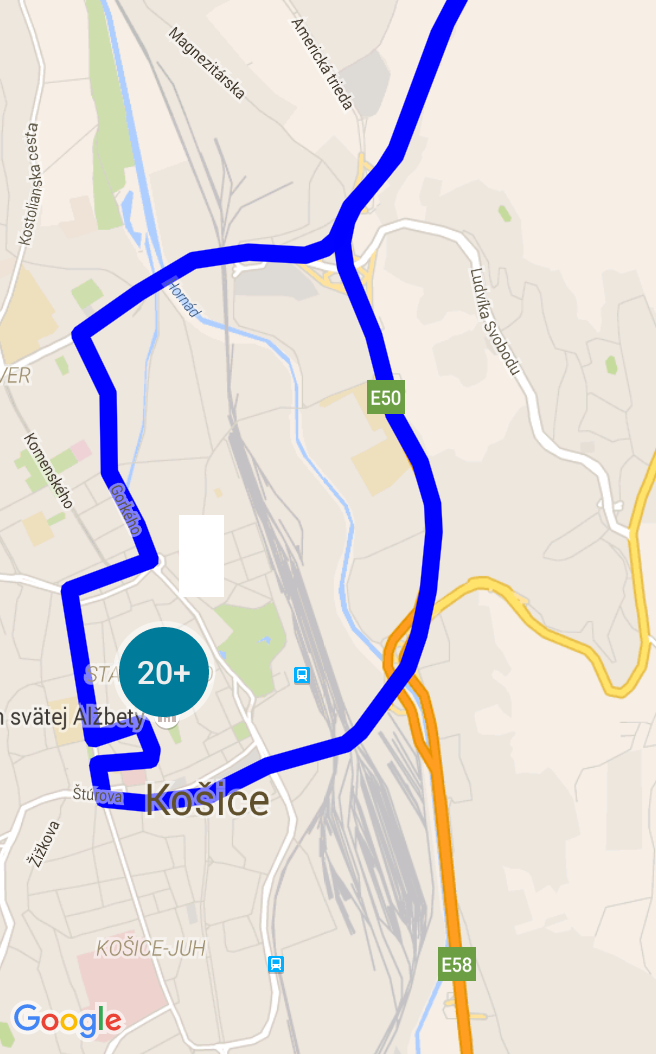 Magnezitárska
Americká trieda
Kostolianska cesta
Hornád
Ludvíka Svobodu
VER
E50
Komenského
Gorkého
STA
20+
n svätej Alžbety
Štúrova
Košice
Žižkova
KOŠICE-JUH
E58
Google